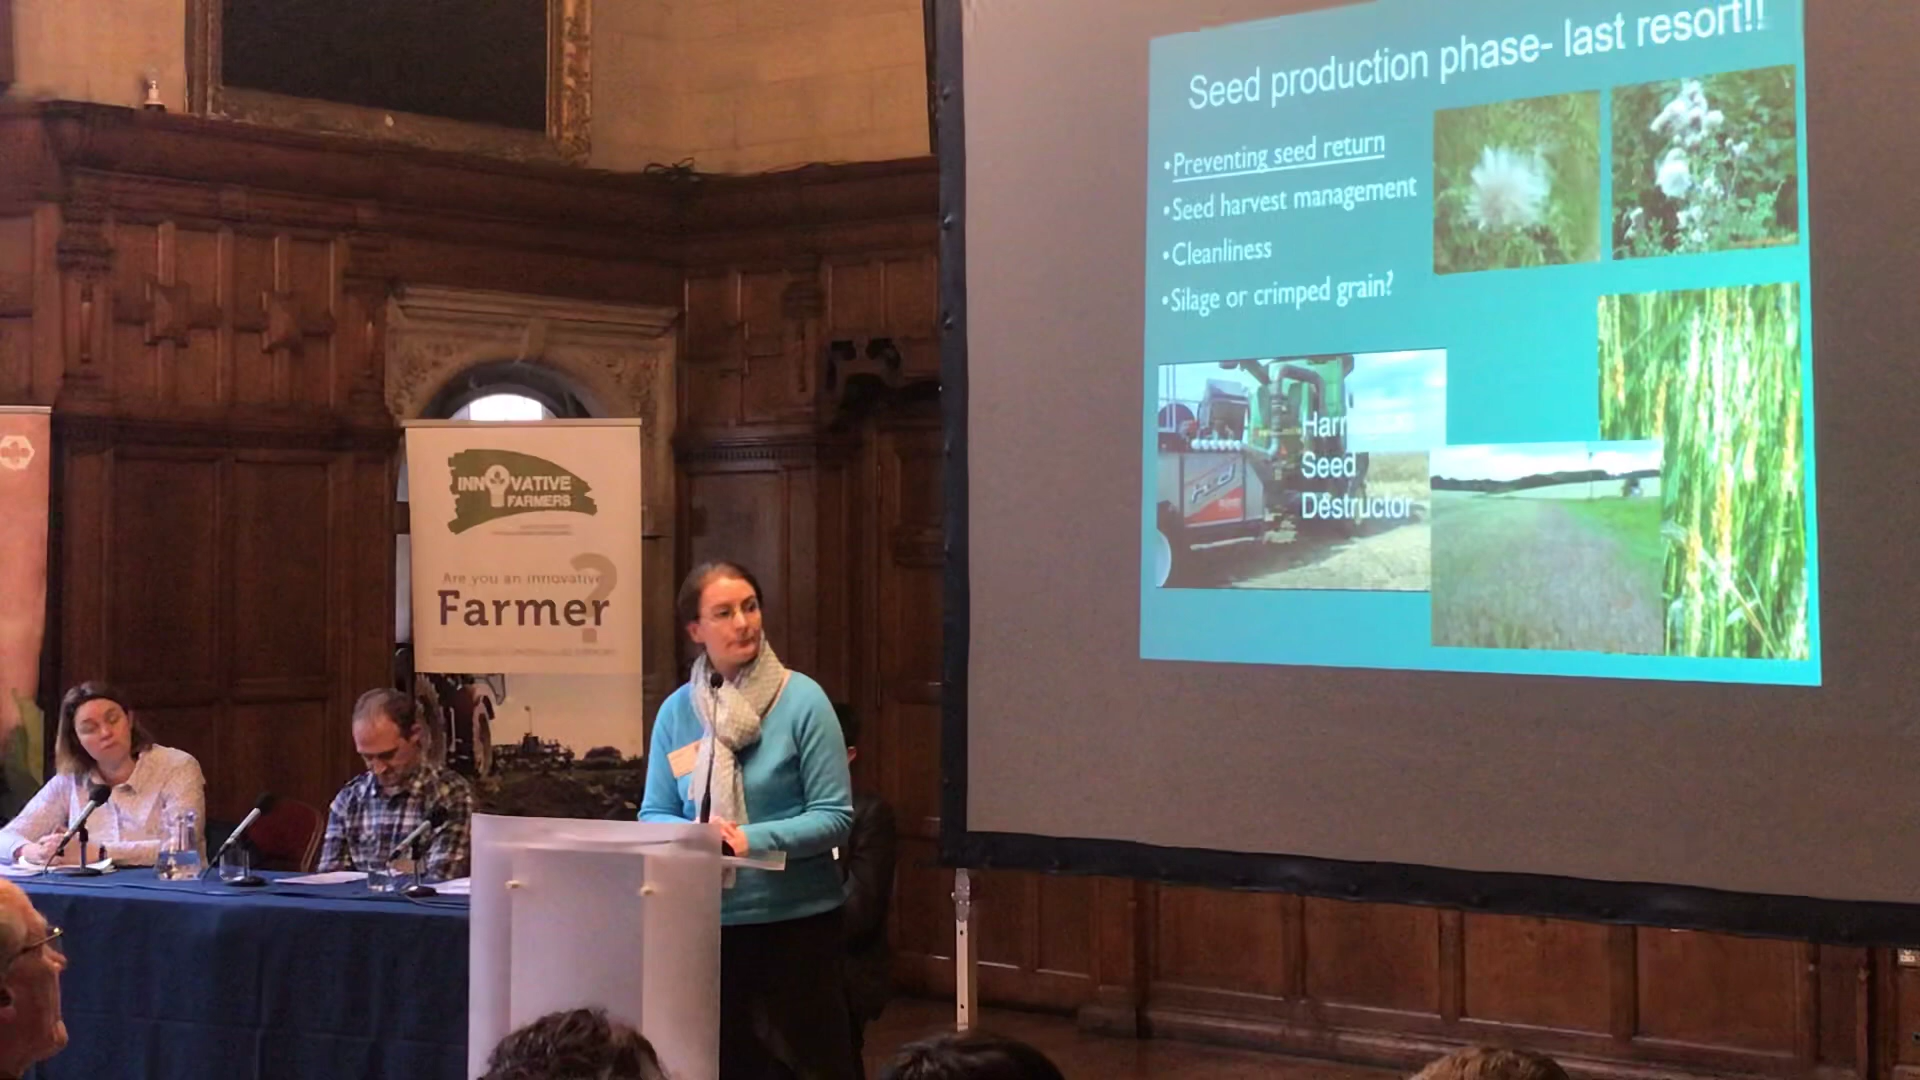 Seed production phase- last resort!!
•Preventing seed return
•Seed harvest management
•Cleanliness
•Silage or crimped grain?
Seed
Destructor
INNOVATIVE
FARMERS
Are you an innovative
Farmer?